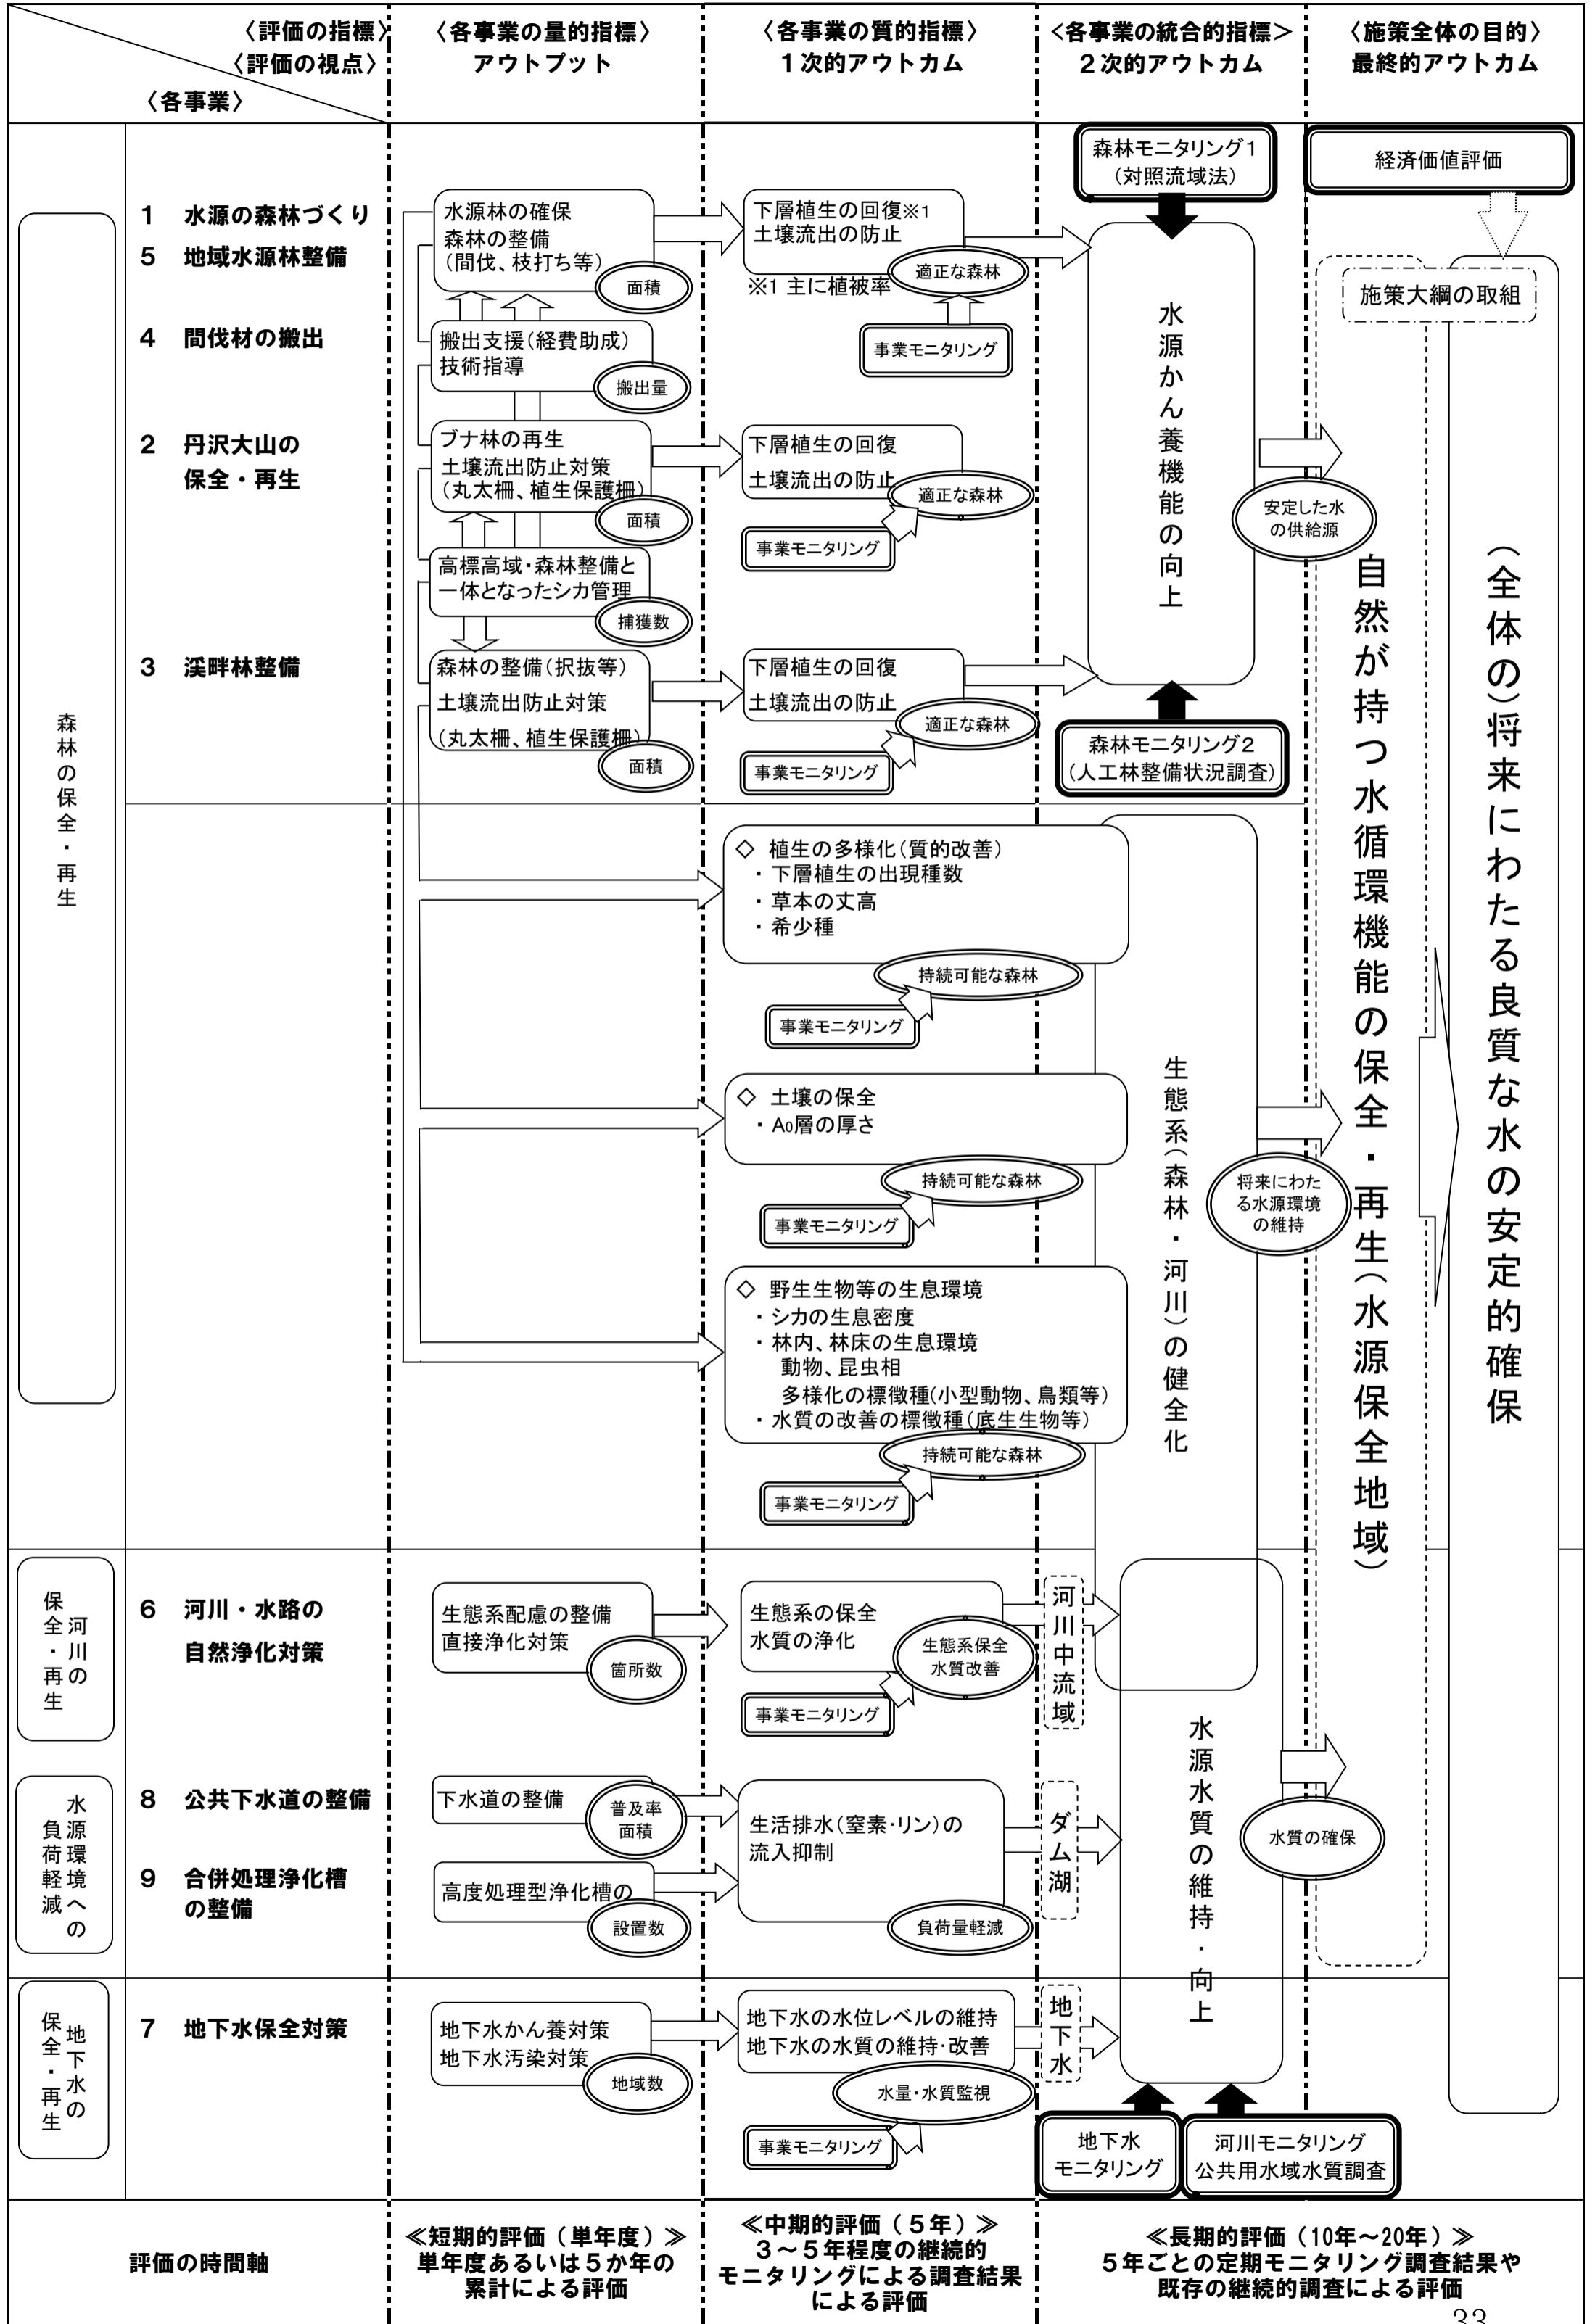 〈評価の指標〉
〈評価の視点〉
〈各事業〉
〈各事業の量的指標〉
アウトプット
〈各事業の質的指標〉
1次的アウトカム
＜各事業の統合的指標＞
2次的アウトカム
〈施策全体の目的〉
最終的アウトカム
森林の保全・再生
1 水源の森林づくり
5 地域水源林整備
4 間伐材の搬出
2 丹沢大山の
保全・再生
3 渓畔林整備
水源林の確保
森林の整備
（間伐、枝打ち等）
面積
搬出支援（経費助成）
技術指導
搬出量
ブナ林の再生
土壌流出防止対策
（丸太柵、植生保護柵）
面積
高標高域・森林整備と
一体となったシカ管理
捕獲数
森林の整備（択抜等）
土壌流出防止対策
（丸太柵、植生保護柵）
面積
下層植生の回復※1
土壌流出の防止
適正な森林
※1 主に植被率
事業モニタリング
下層植生の回復
土壌流出の防止
適正な森林
事業モニタリング
下層植生の回復
土壌流出の防止
適正な森林
事業モニタリング
◇ 植生の多様化（質的改善）
・下層植生の出現種数
・草本の丈高
・希少種
持続可能な森林
事業モニタリング
◇ 土壌の保全
・A0層の厚さ
持続可能な森林
事業モニタリング
◇ 野生生物等の生息環境
・シカの生息密度
・林内、林床の生息環境
動物、昆虫相
多様化の標徴種（小型動物、鳥類等）
・水質の改善の標徴種（底生生物等）
持続可能な森林
事業モニタリング
森林モニタリング1
（対照流域法）
水源かん養機能の向上
安定した水
の供給源
森林モニタリング2
（人工林整備状況調査）
生態系（森林・河川）の健全化
将来にわた
る水源環境
の維持
経済価値評価
施策大綱の取組
自然が持つ水循環機能の保全・再生（水源保全地域）
（全体の）将来にわたる良質な水の安定的確保
河川の
保全・再生
6 河川・水路の
自然浄化対策
生態系配慮の整備
直接浄化対策
箇所数
生態系の保全
水質の浄化
生態系保全
水質改善
事業モニタリング
河川中流域
水源環境への
負荷軽減
8 公共下水道の整備
9 合併処理浄化槽
の整備
下水道の整備
普及率
面積
高度処理型浄化槽の
設置数
生活排水（窒素・リン）の
流入抑制
負荷量軽減
ダム湖
水源水質の維持・向上
水質の確保
地下水の
保全・再生
7 地下水保全対策
地下水かん養対策
地下水汚染対策
地域数
地下水の水位レベルの維持
地下水の水質の維持・改善
水量・水質監視
事業モニタリング
地下水
地下水
モニタリング
河川モニタリング
公共用水域水質調査
評価の時間軸
≪短期的評価（単年度）≫
単年度あるいは5か年の
累計による評価
≪中期的評価（5年）≫
3～5年程度の継続的
モニタリングによる調査結果
による評価
≪長期的評価（10年～20年）≫
5年ごとの定期モニタリング調査結果や
既存の継続的調査による評価
33